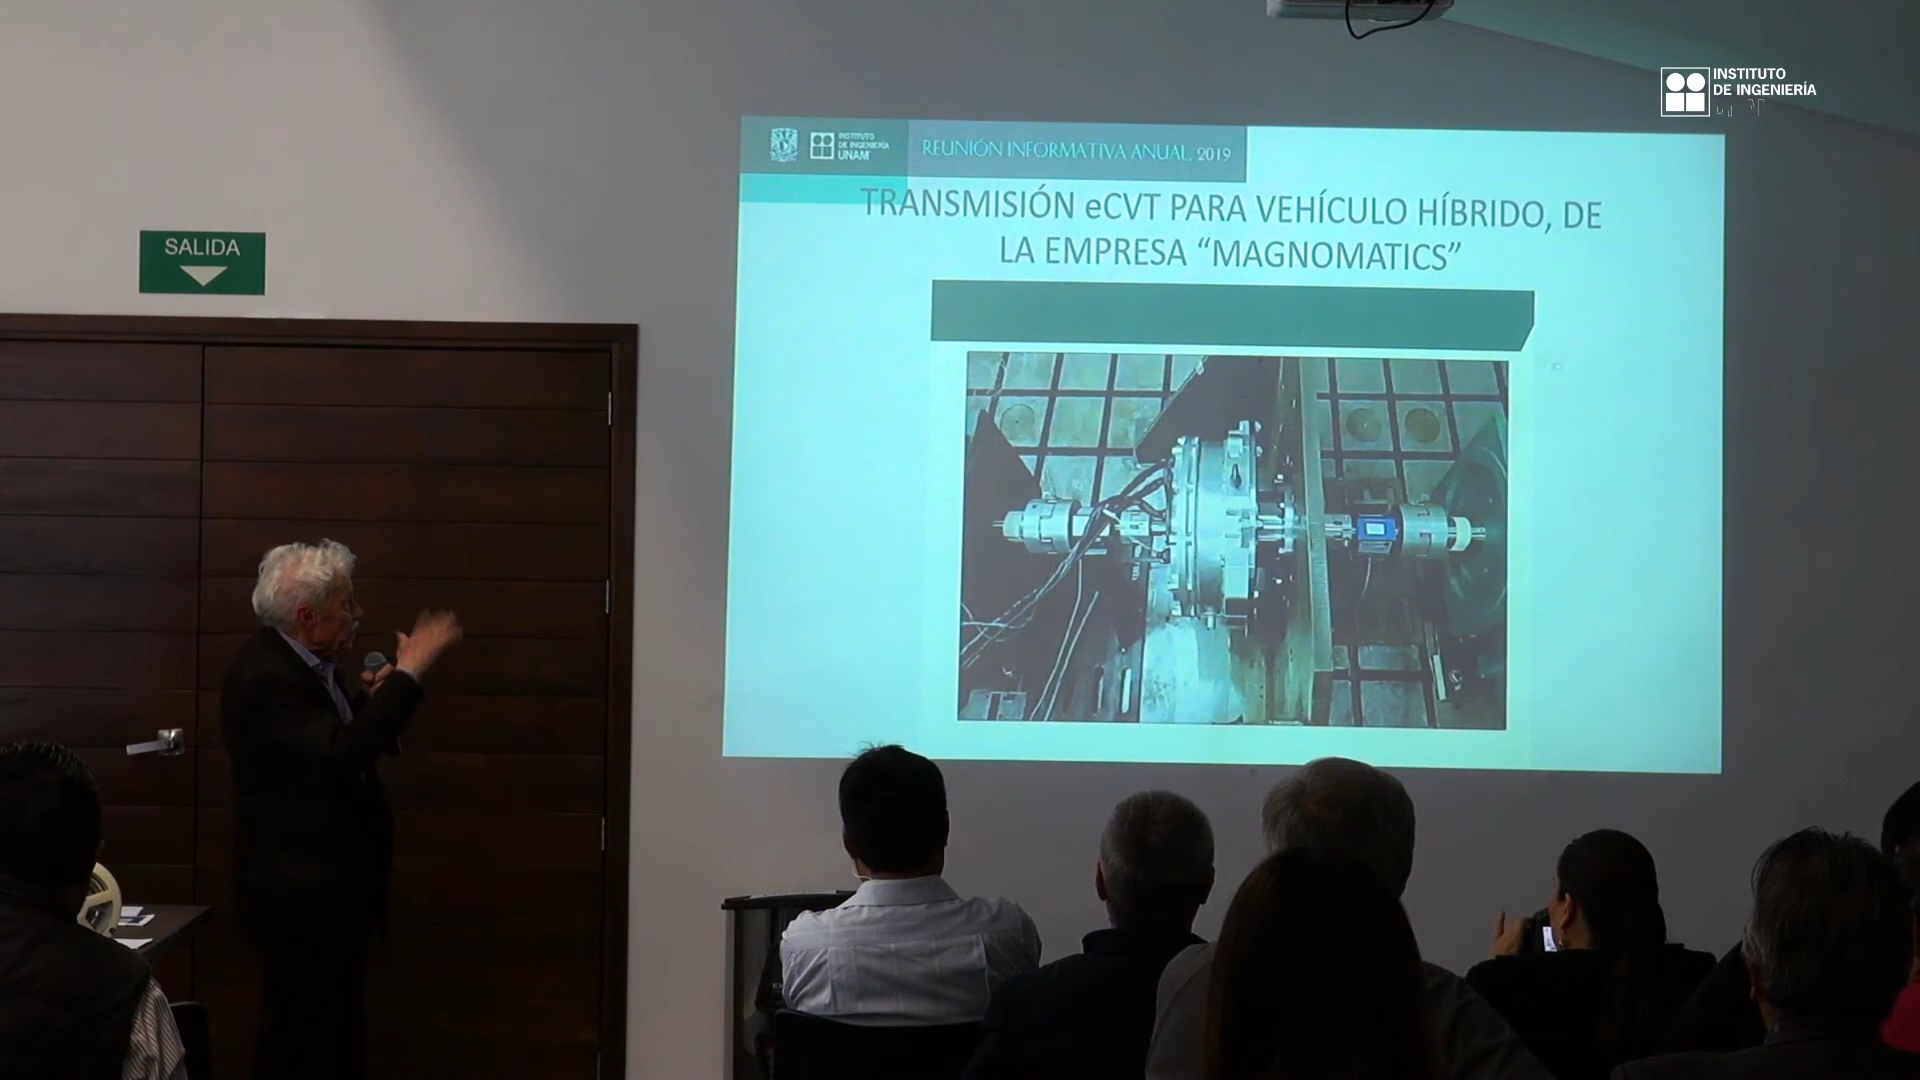 INSTITUTO
DE INGENIERÍA
SALIDA
INSTITUTO
DE INGENIERÍA
UNAM
REUNIÓN INFORMATIVA ANUAL, 2019
TRANSMISIÓN eCVT PARA VEHÍCULO HÍBRIDO, DE
LA EMPRESA “MAGNOMATICS”